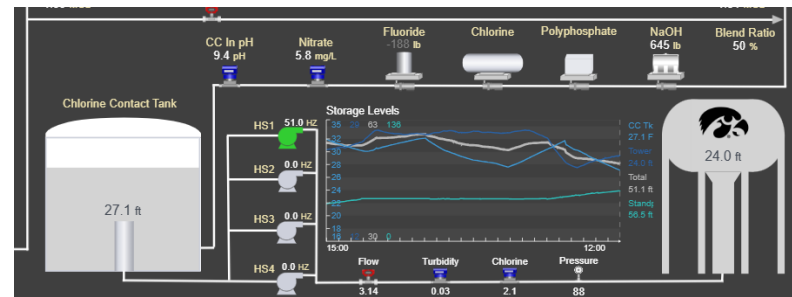 CC In pH
9.4 pH
Nitrate
5.8 mg/L
Fluoride
-188 lb
Chlorine
Polyphosphate
NaOH
645 lb
Blend Ratio
50 %
Chlorine Contact Tank
27.1 ft
HS1 51.0 HZ
HS2 0.0 HZ
HS3 0.0 HZ
HS4 0.0 HZ
Storage Levels
35 63 136
32
30
28
26
24
22
20
18
16 30 0
15:00 12:00
CC Tk
27.1 F
Tower
24.0 ft
Total
51.1 ft
Standp
56.5 ft
24.0 ft
Flow
3.14
Turbidity
0.03
Chlorine
2.1
Pressure
88